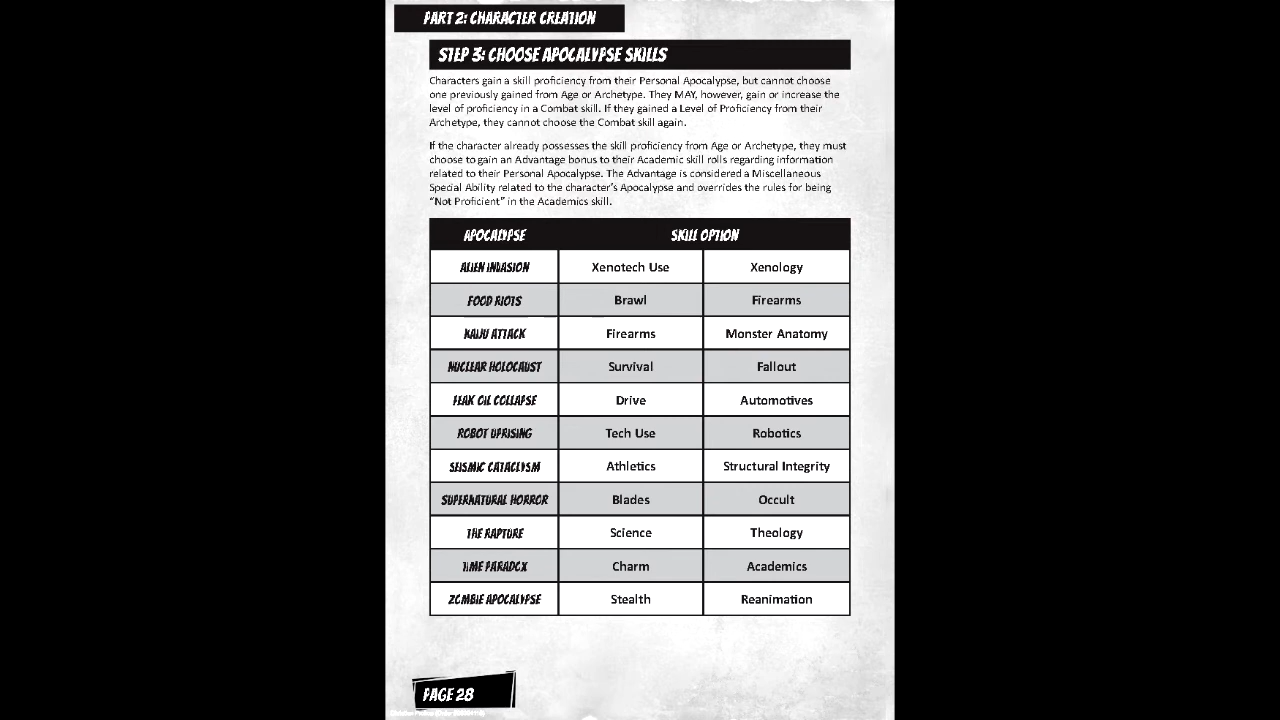 PART 2: CHARACTER CREATION
STEP 3: CHOOSE APOCALYPSE SKILLS
Characters gain a skill proficiency from their Personal Apocalypse, but cannot choose
one previously gained from Age or Archetype. They MAY, however, gain or increase the
level of proficiency in a Combat skill. If they gained a Level of Proficiency from their
Archetype, they cannot choose the Combat skill again.
If the character already possesses the skill proficiency from Age or Archetype, they must
choose to gain an Advantage bonus to their Academic skill rolls regarding information
related to their Personal Apocalypse. The Advantage is considered a Miscellaneous
Special Ability related to the character's Apocalypse and overrides the rules for being
"Not Proficient" in the Academics skill.
APOCALYPSE SKILL OPTION
ALIEN INVASION Xenotech Use Xenology
FOOD RIOTS Brawl Firearms
KAIJU ATTACK Firearms Monster Anatomy
NUCLEAR HOLOCAUST Survival Fallout
PEAK OIL COLLAPSE Drive Automotives
ROBOT UPRISING Tech Use Robotics
SEISMIC CATACLYSM Athletics Structural Integrity
SUPERNATURAL HORROR Blades Occult
THE RAPTURE Science Theology
TIME PARADOX Charm Academics
ZOMBIE APOCALYPSE Stealth Reanimation
PAGE 28